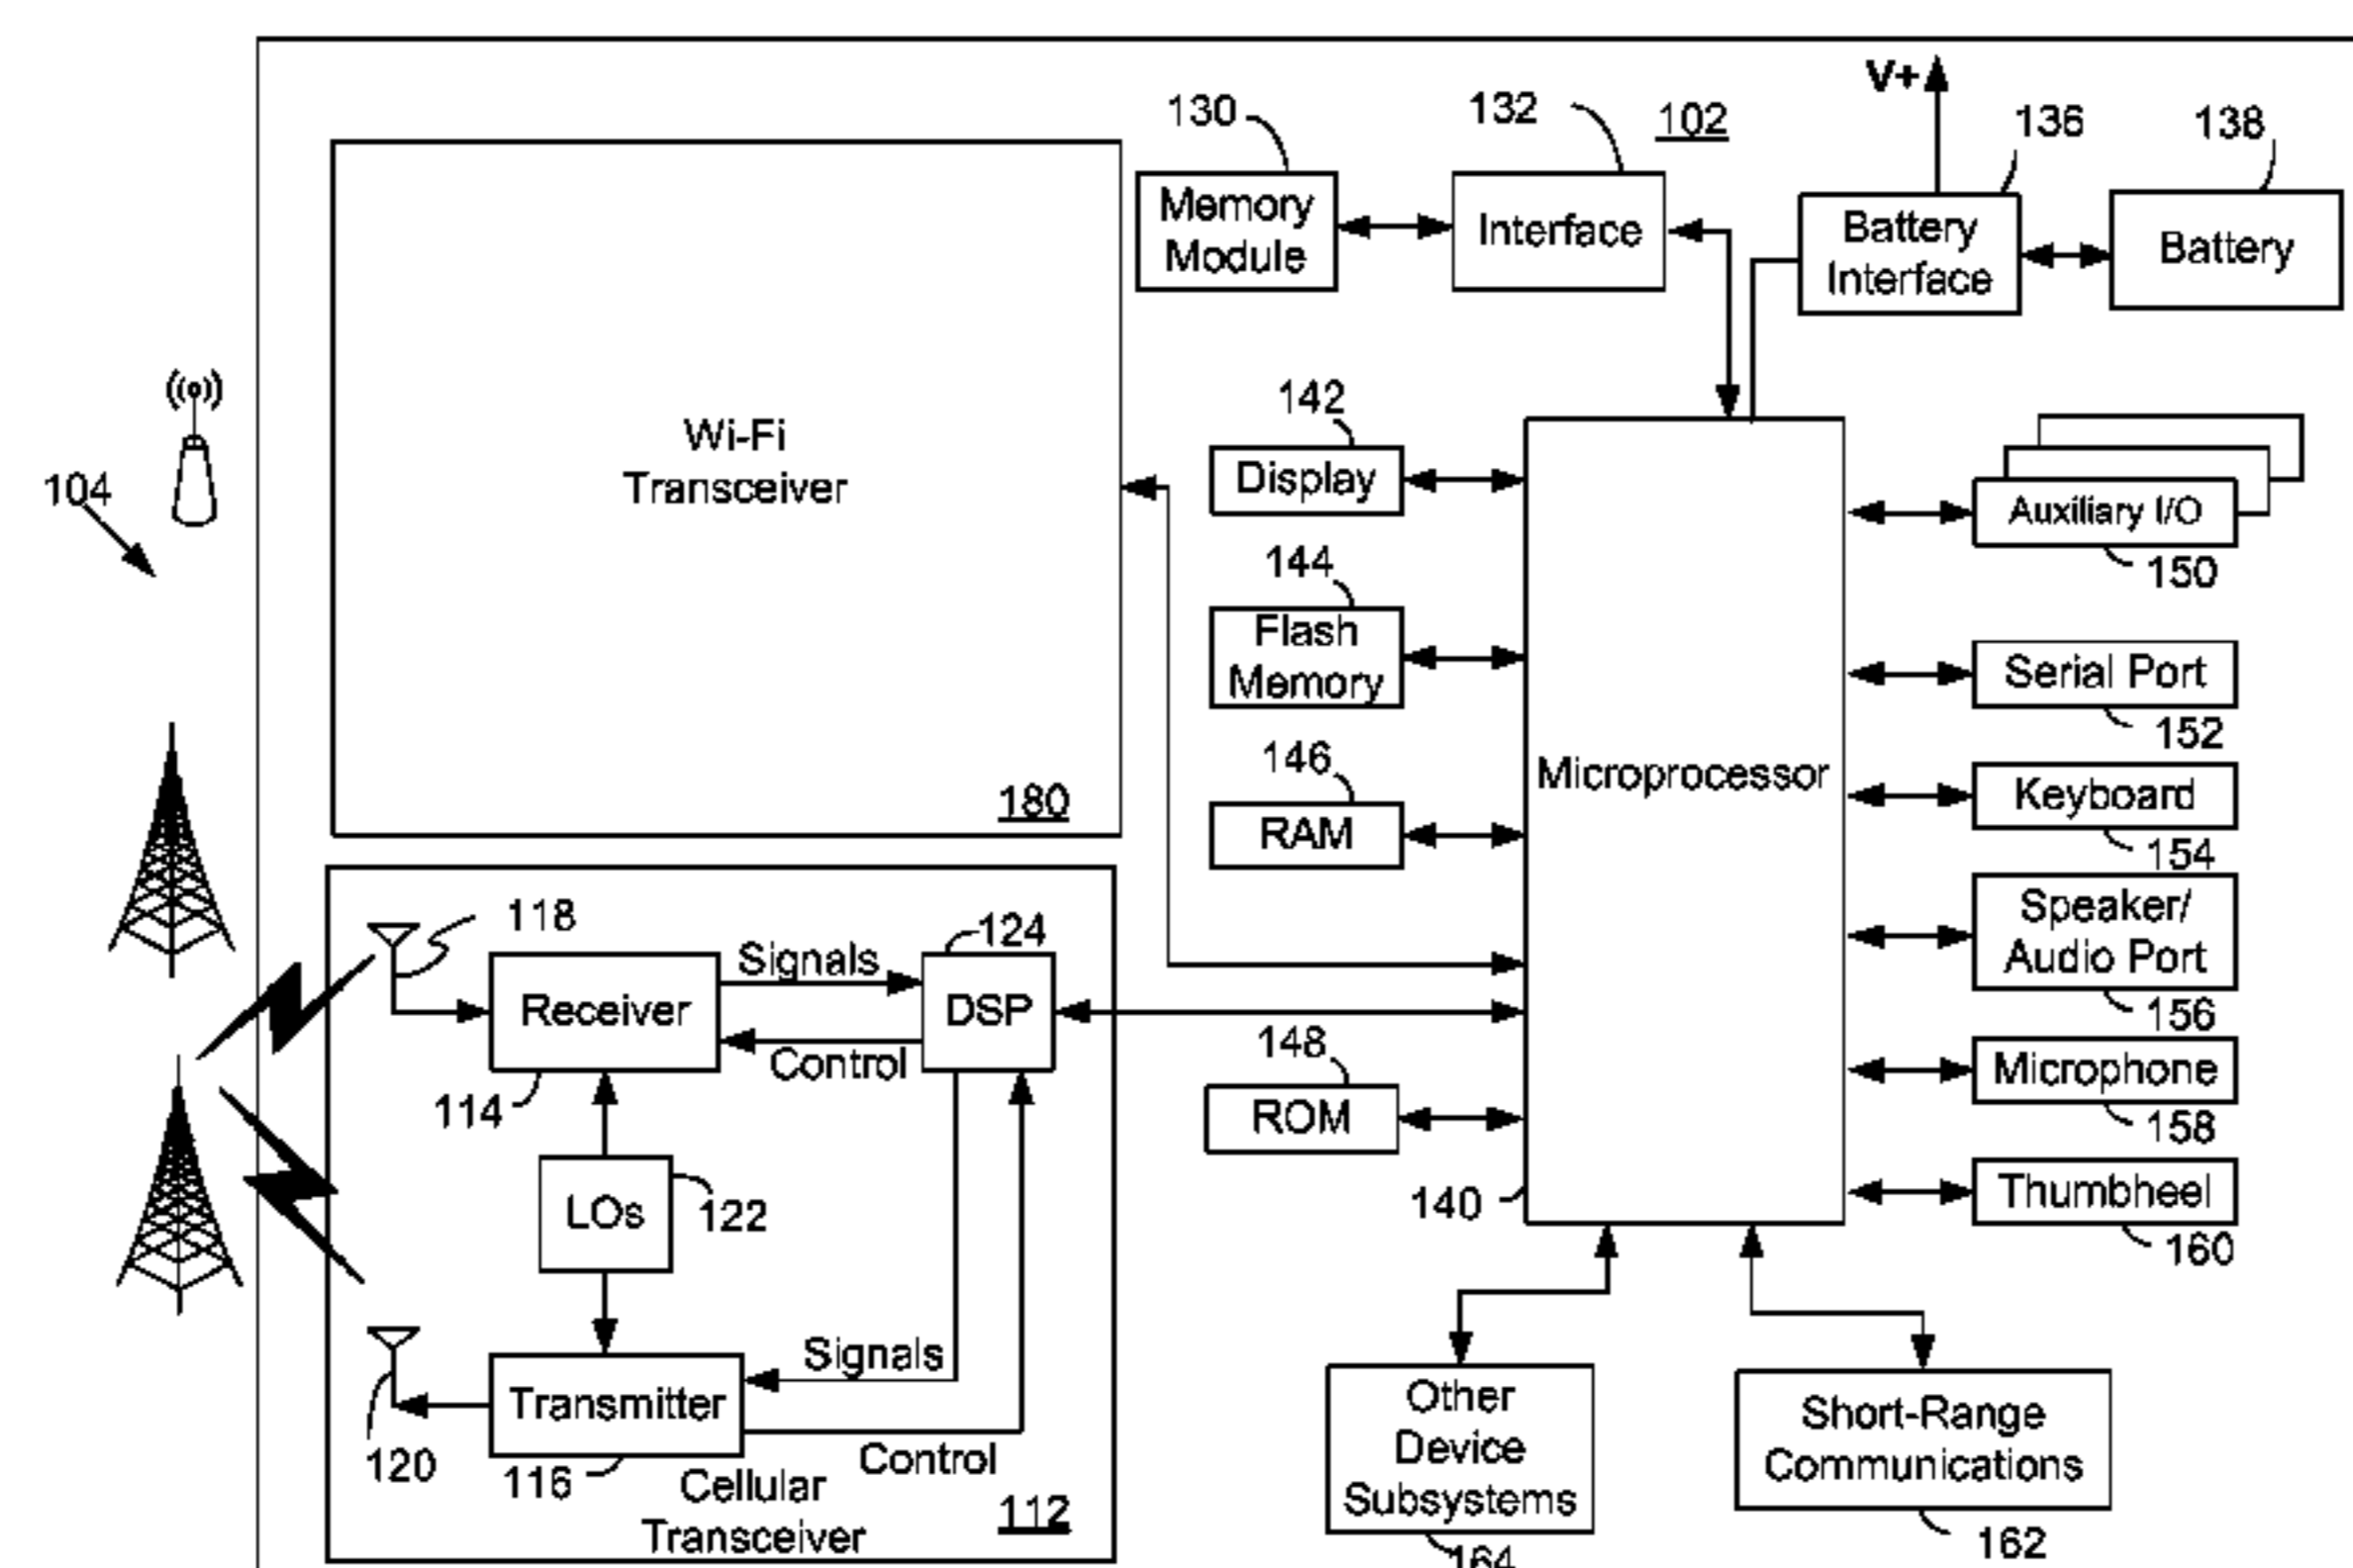 V+
130
132
102
136
138
Memory
Module
Interface
Battery
Interface
Battery
104
Wi-Fi
Transceiver
180
142
Display
144
Flash
Memory
146
RAM
148
ROM
Microprocessor
140
Auxiliary I/O
150
Serial Port
152
Keyboard
154
Speaker/
Audio Port
156
Microphone
158
Thumbheel
160
118
Receiver
114
Signals
Control
124
DSP
LOs
122
Signals
Transmitter
Control
120
116
Cellular
Transceiver
112
Other
Device
Subsystems
164
Short-Range
Communications
162